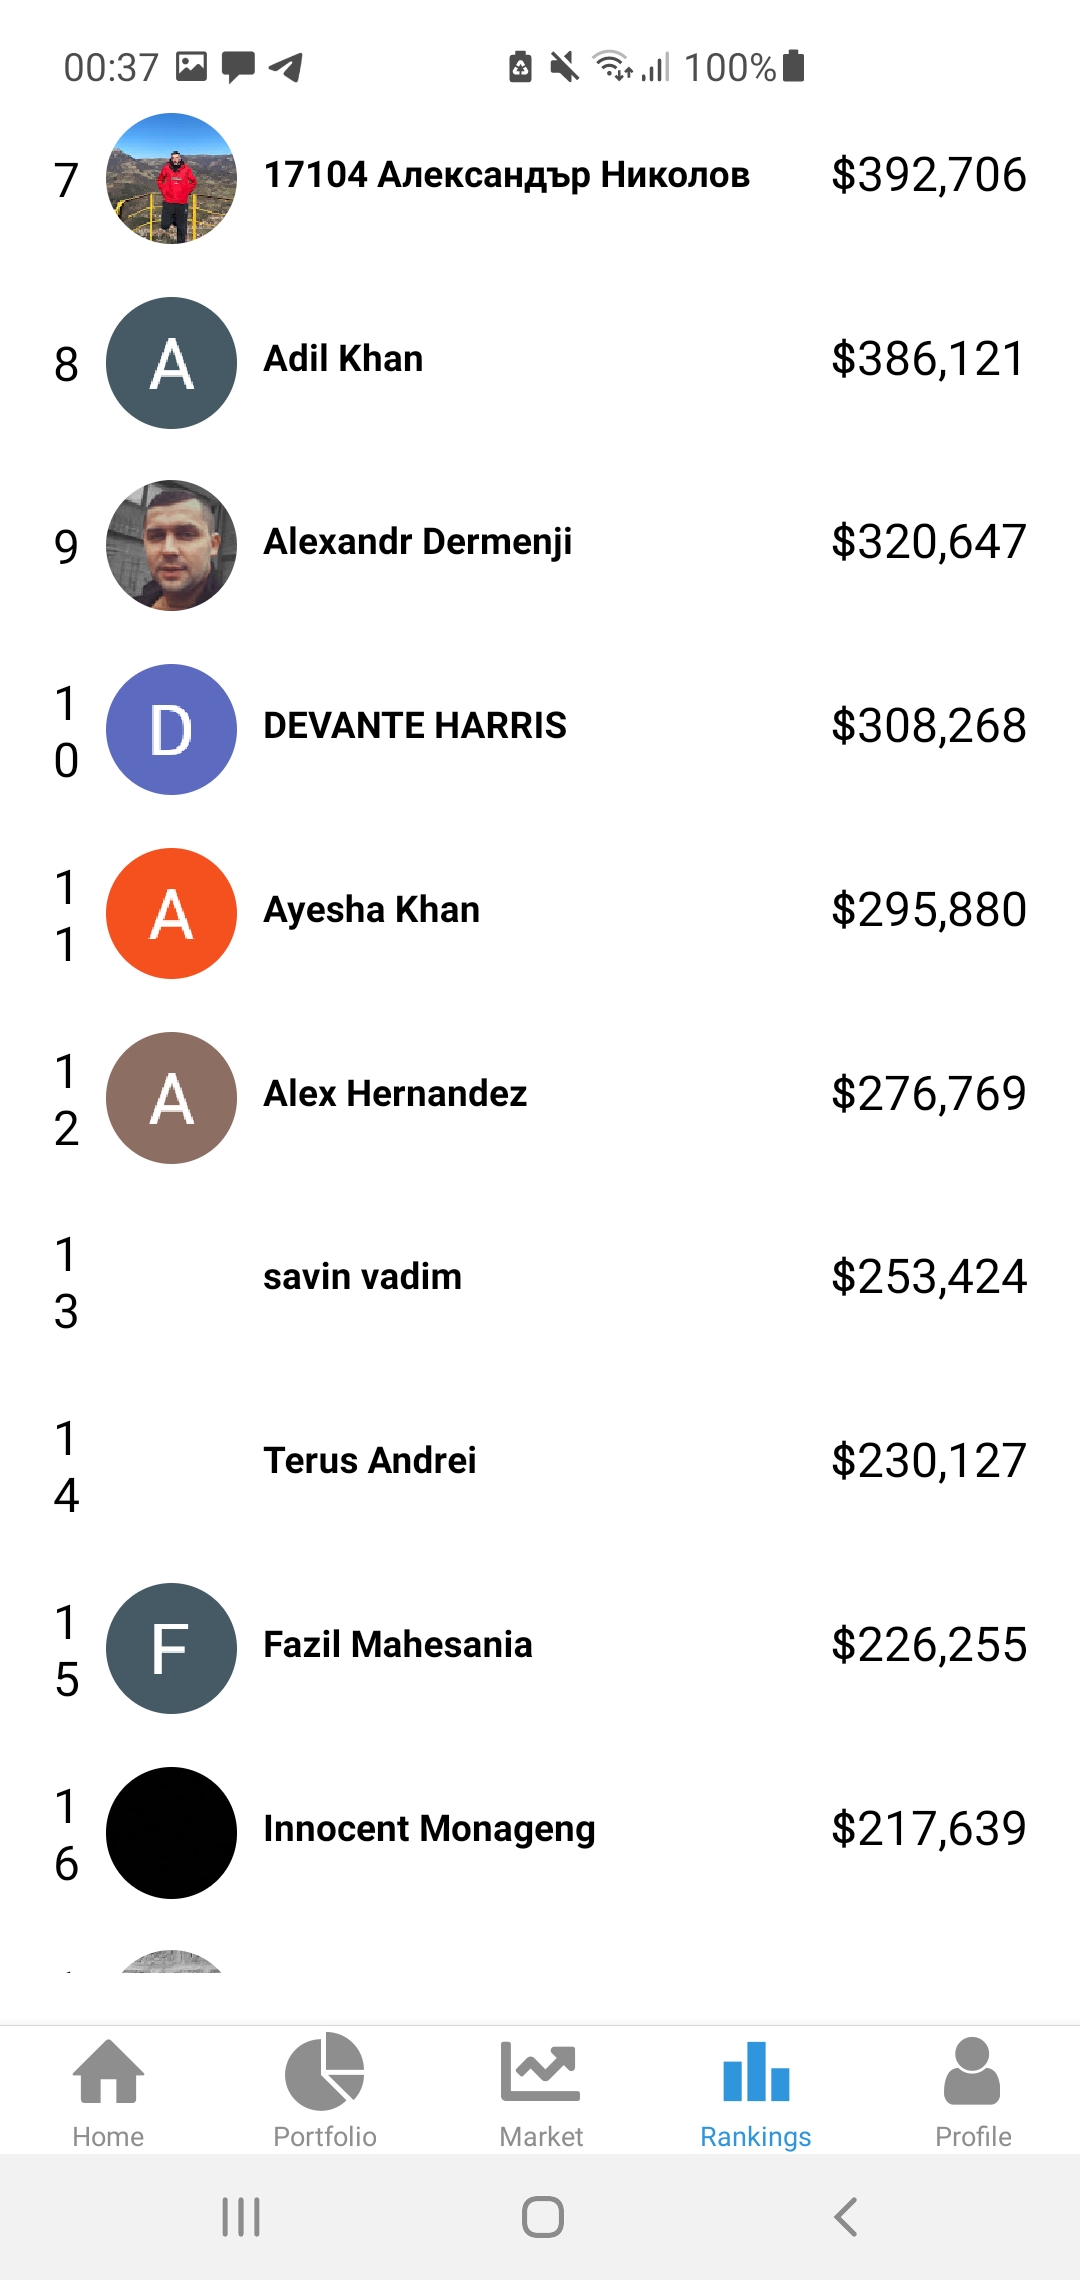 00:37 100%
7 17104 Александър Николов $392,706
8 A Adil Khan $386,121
9 Alexandr Dermenji $320,647
10 D DEVANTE HARRIS $308,268
11 A Ayesha Khan $295,880
12 A Alex Hernandez $276,769
13 savin vadim $253,424
14 Terus Andrei $230,127
15 F Fazil Mahesania $226,255
16 Innocent Monageng $217,639
Home Portfolio Market Rankings Profile